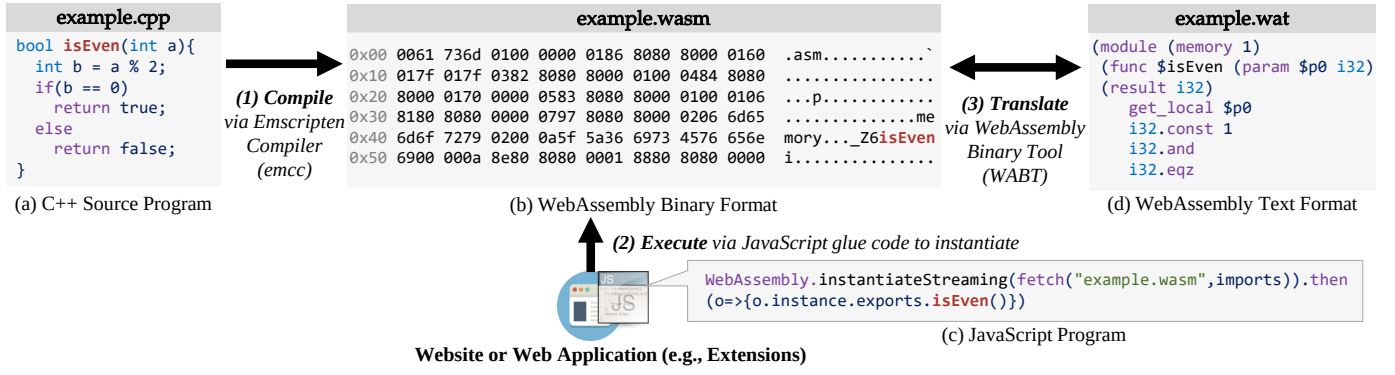 example.cpp
bool isEven(int a){
  int b = a % 2;
  if(b == 0)
    return true;
  else
    return false;
}
(a) C++ Source Program
(1) Compile
via Emscripten
Compiler
(emcc)
example.wasm
0x00 0061 736d 0100 0000 0186 8080 8000 0160 .asm...........`
0x10 017f 017f 0382 8080 8000 0100 0484 8080 ................
0x20 8000 0170 0000 0583 8080 8000 0100 0106 ...p............
0x30 8180 8080 0000 0797 8080 8000 0206 6d65 ..............me
0x40 6d6f 7279 0200 0a5f 5a36 6973 4576 656e mory..._Z6isEven
0x50 6900 000a 8e80 8080 0001 8880 8080 0000 i...............
(b) WebAssembly Binary Format
(3) Translate
via WebAssembly
Binary Tool
(WABT)
example.wat
(module (memory 1)
(func $isEven (param $p0 i32)
(result i32)
get_local $p0
i32.const 1
i32.and
i32.eqz
(d) WebAssembly Text Format
(2) Execute via JavaScript glue code to instantiate
JS
JS
WebAssembly.instantiateStreaming(fetch("example.wasm",imports)).then
(o=>{o.instance.exports.isEven()})
(c) JavaScript Program
Website or Web Application (e.g., Extensions)